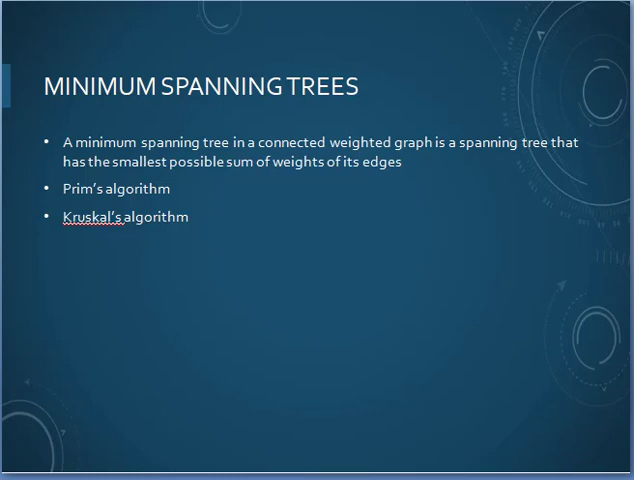 MINIMUM SPANNING TREES
• A minimum spanning tree in a connected weighted graph is a spanning tree that
has the smallest possible sum of weights of its edges
• Prim’s algorithm
• Kruskal’s algorithm